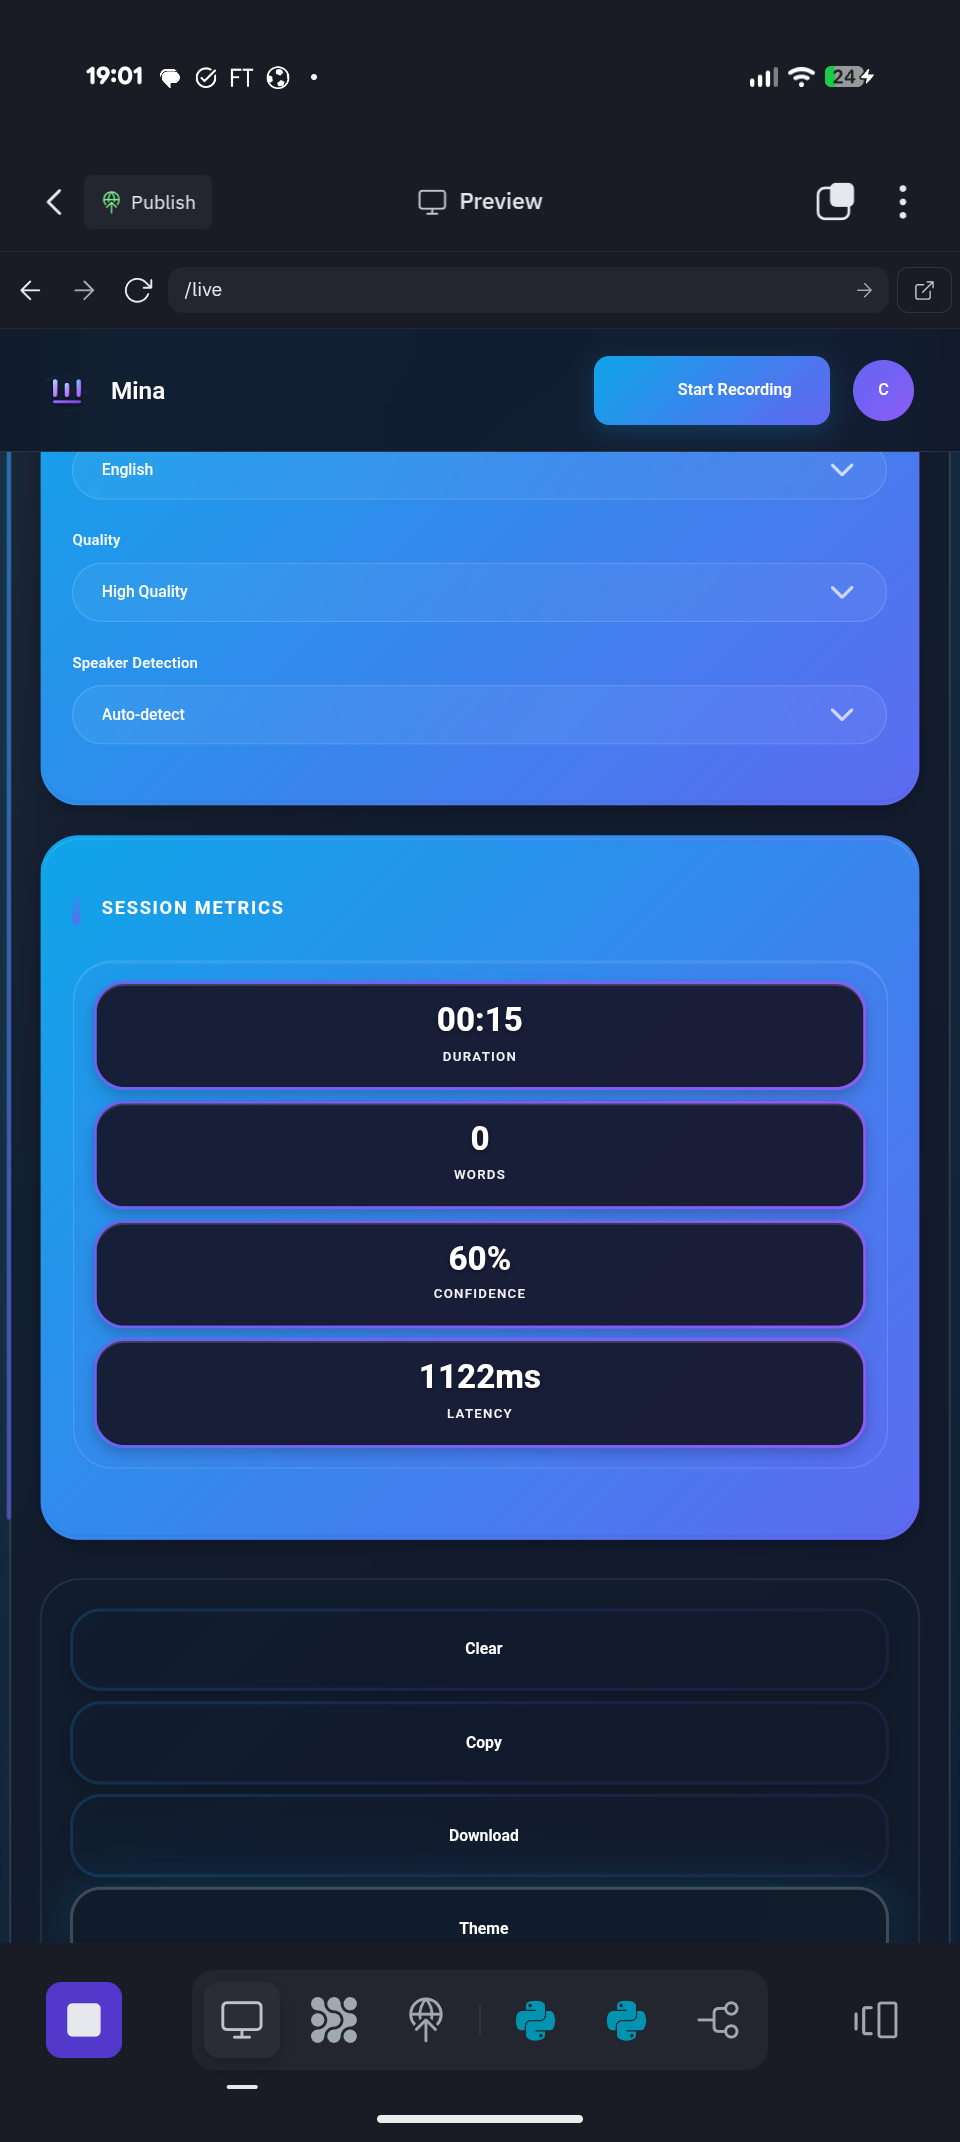 19:01 FT 24
Publish Preview
/live
Mina Start Recording C
English
Quality
High Quality
Speaker Detection
Auto-detect
SESSION METRICS
00:15
DURATION
0
WORDS
60%
CONFIDENCE
1122ms
LATENCY
Clear
Copy
Download
Theme